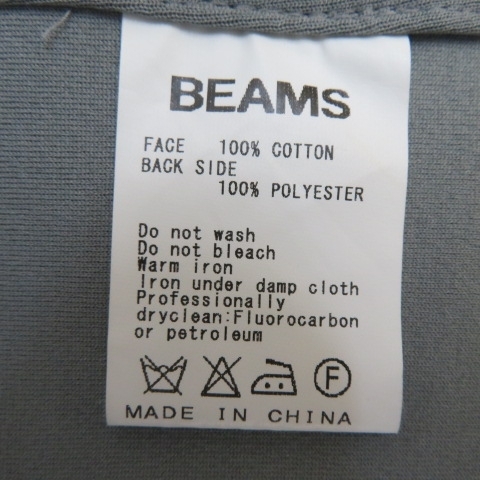 BEAMS
FACE 100% COTTON
BACK SIDE
100% POLYESTER
Do not wash
Do not bleach
Warm iron
Iron under damp cloth
Professionally
dryclean:Fluorocarbon
or petroleum
F
MADE IN CHINA